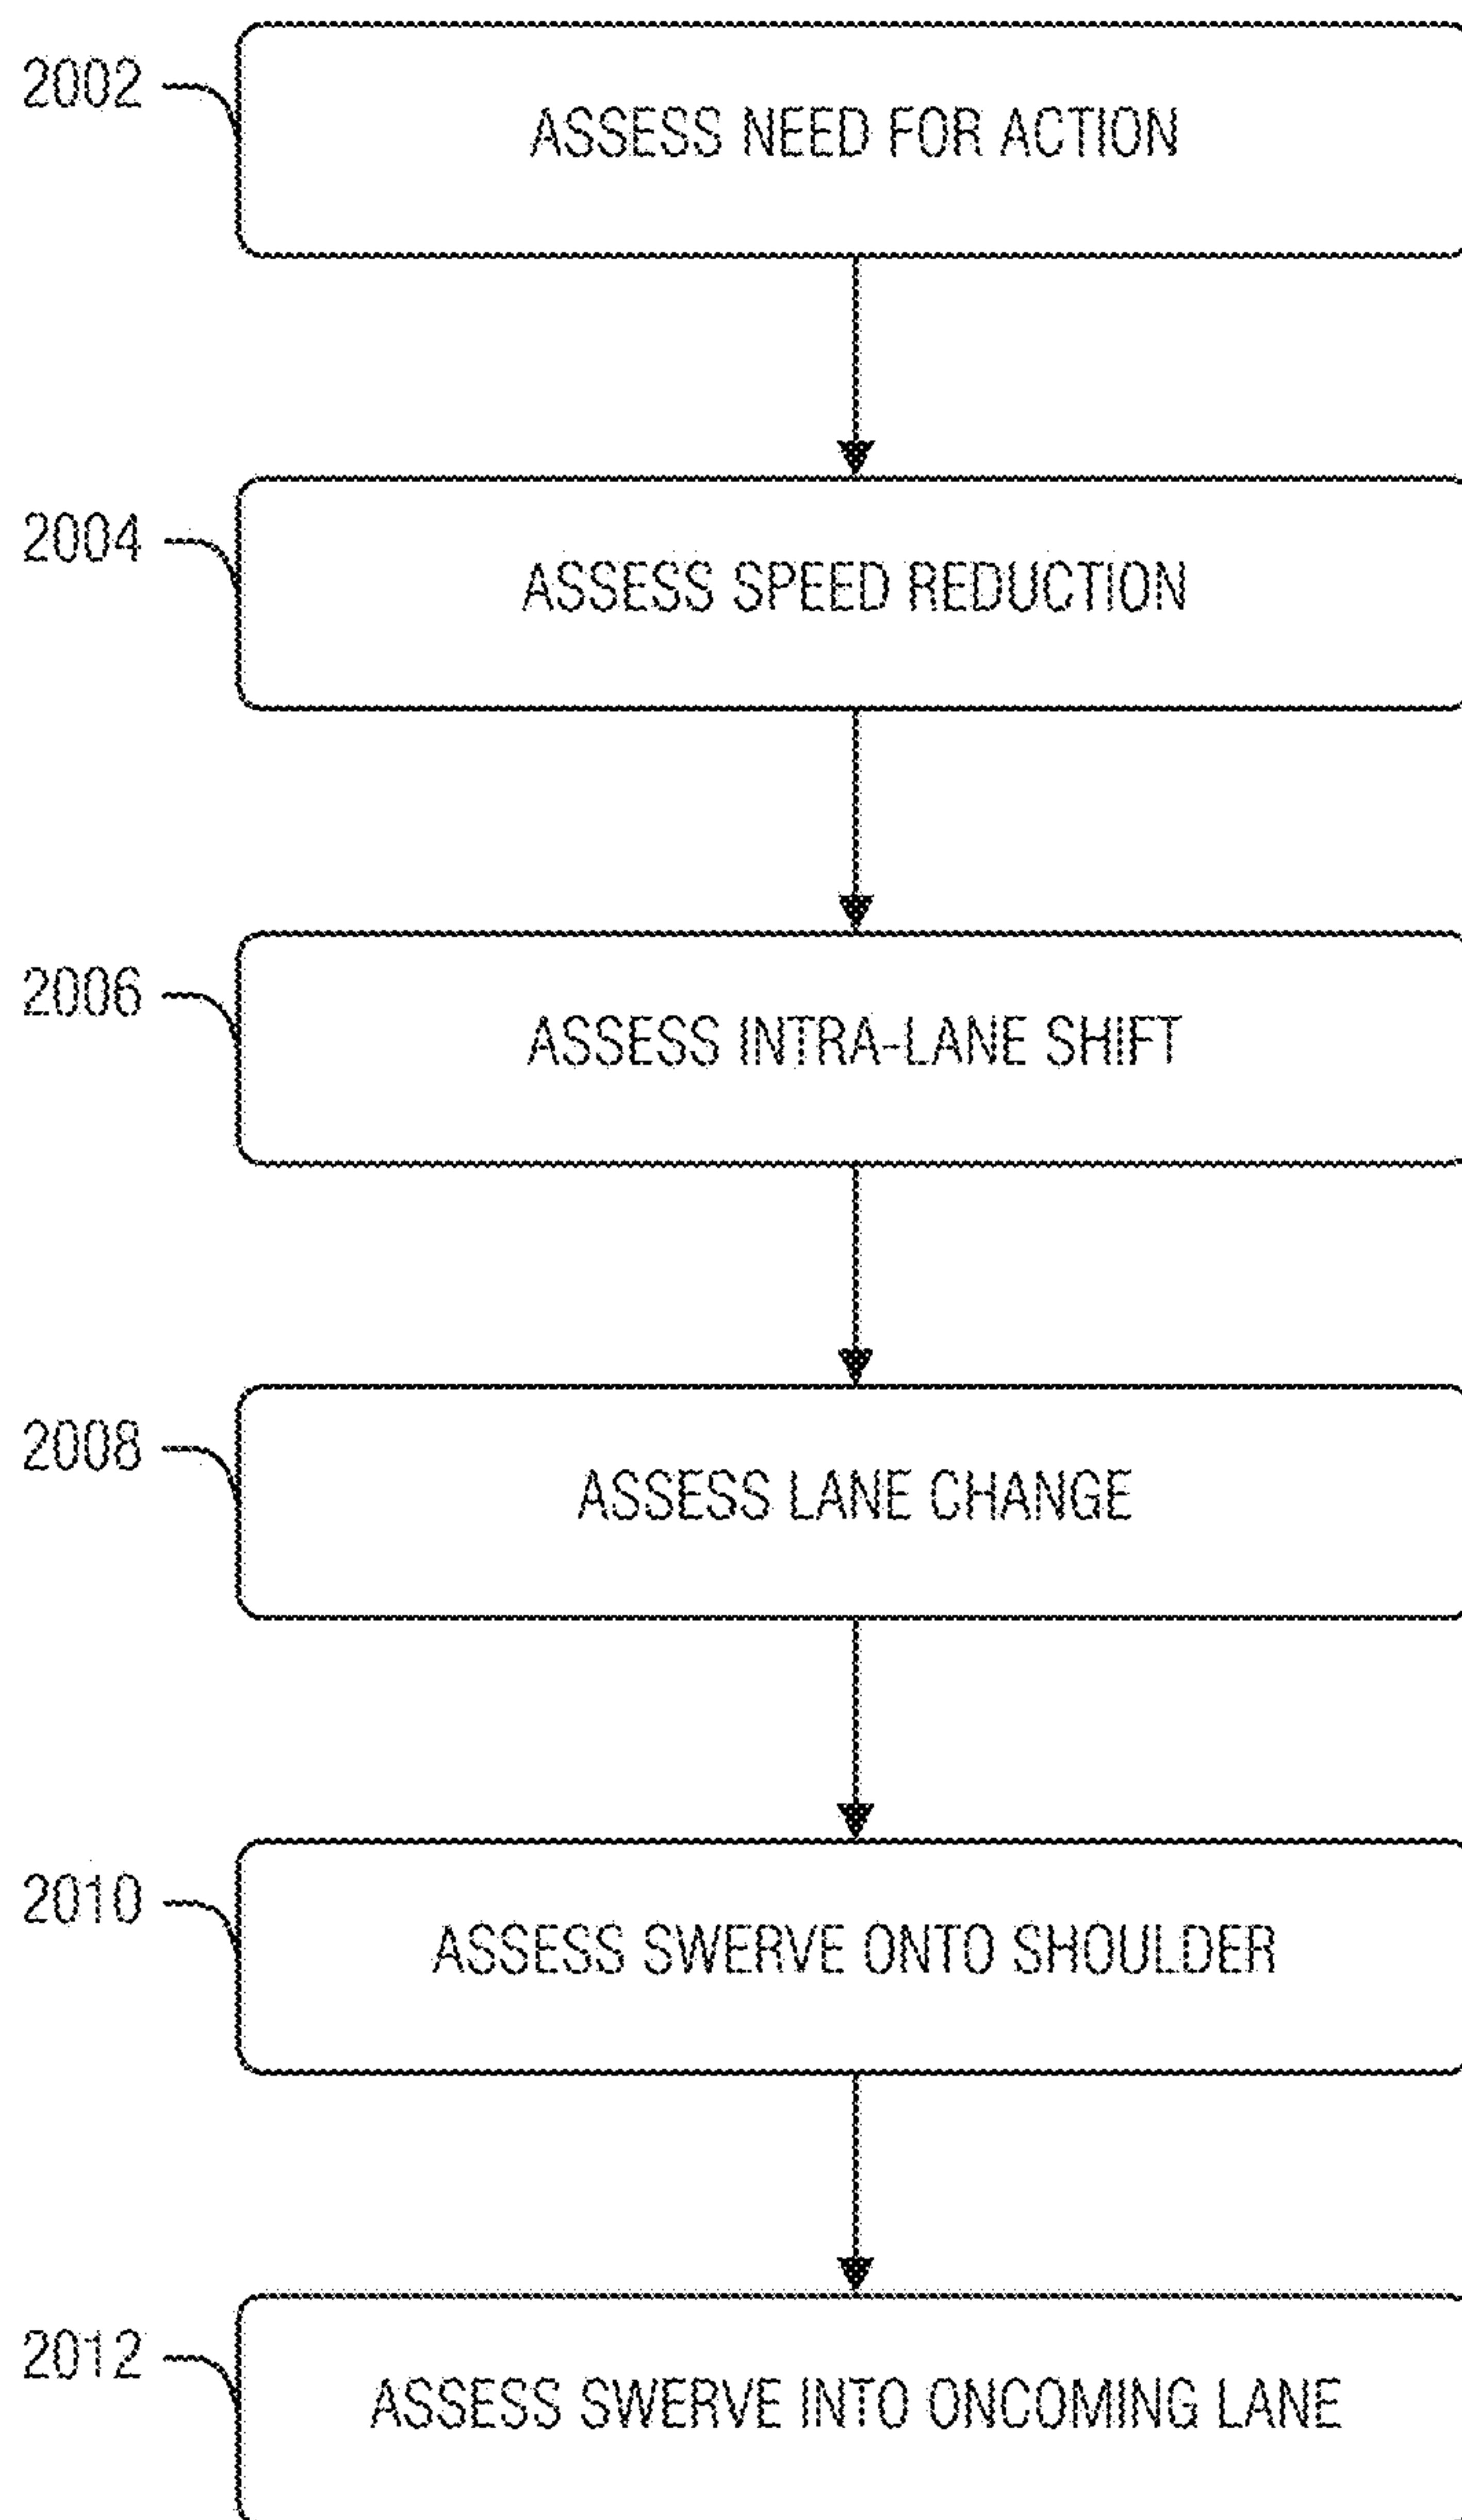 2002
ASSESS NEED FOR ACTION
2004
ASSESS SPEED REDUCTION
2006
ASSESS INTRA-LANE SHIFT
2008
ASSESS LANE CHANGE
2010
ASSESS SWERVE ONTO SHOULDER
2012
ASSESS SWERVE INTO ONCOMING LANE